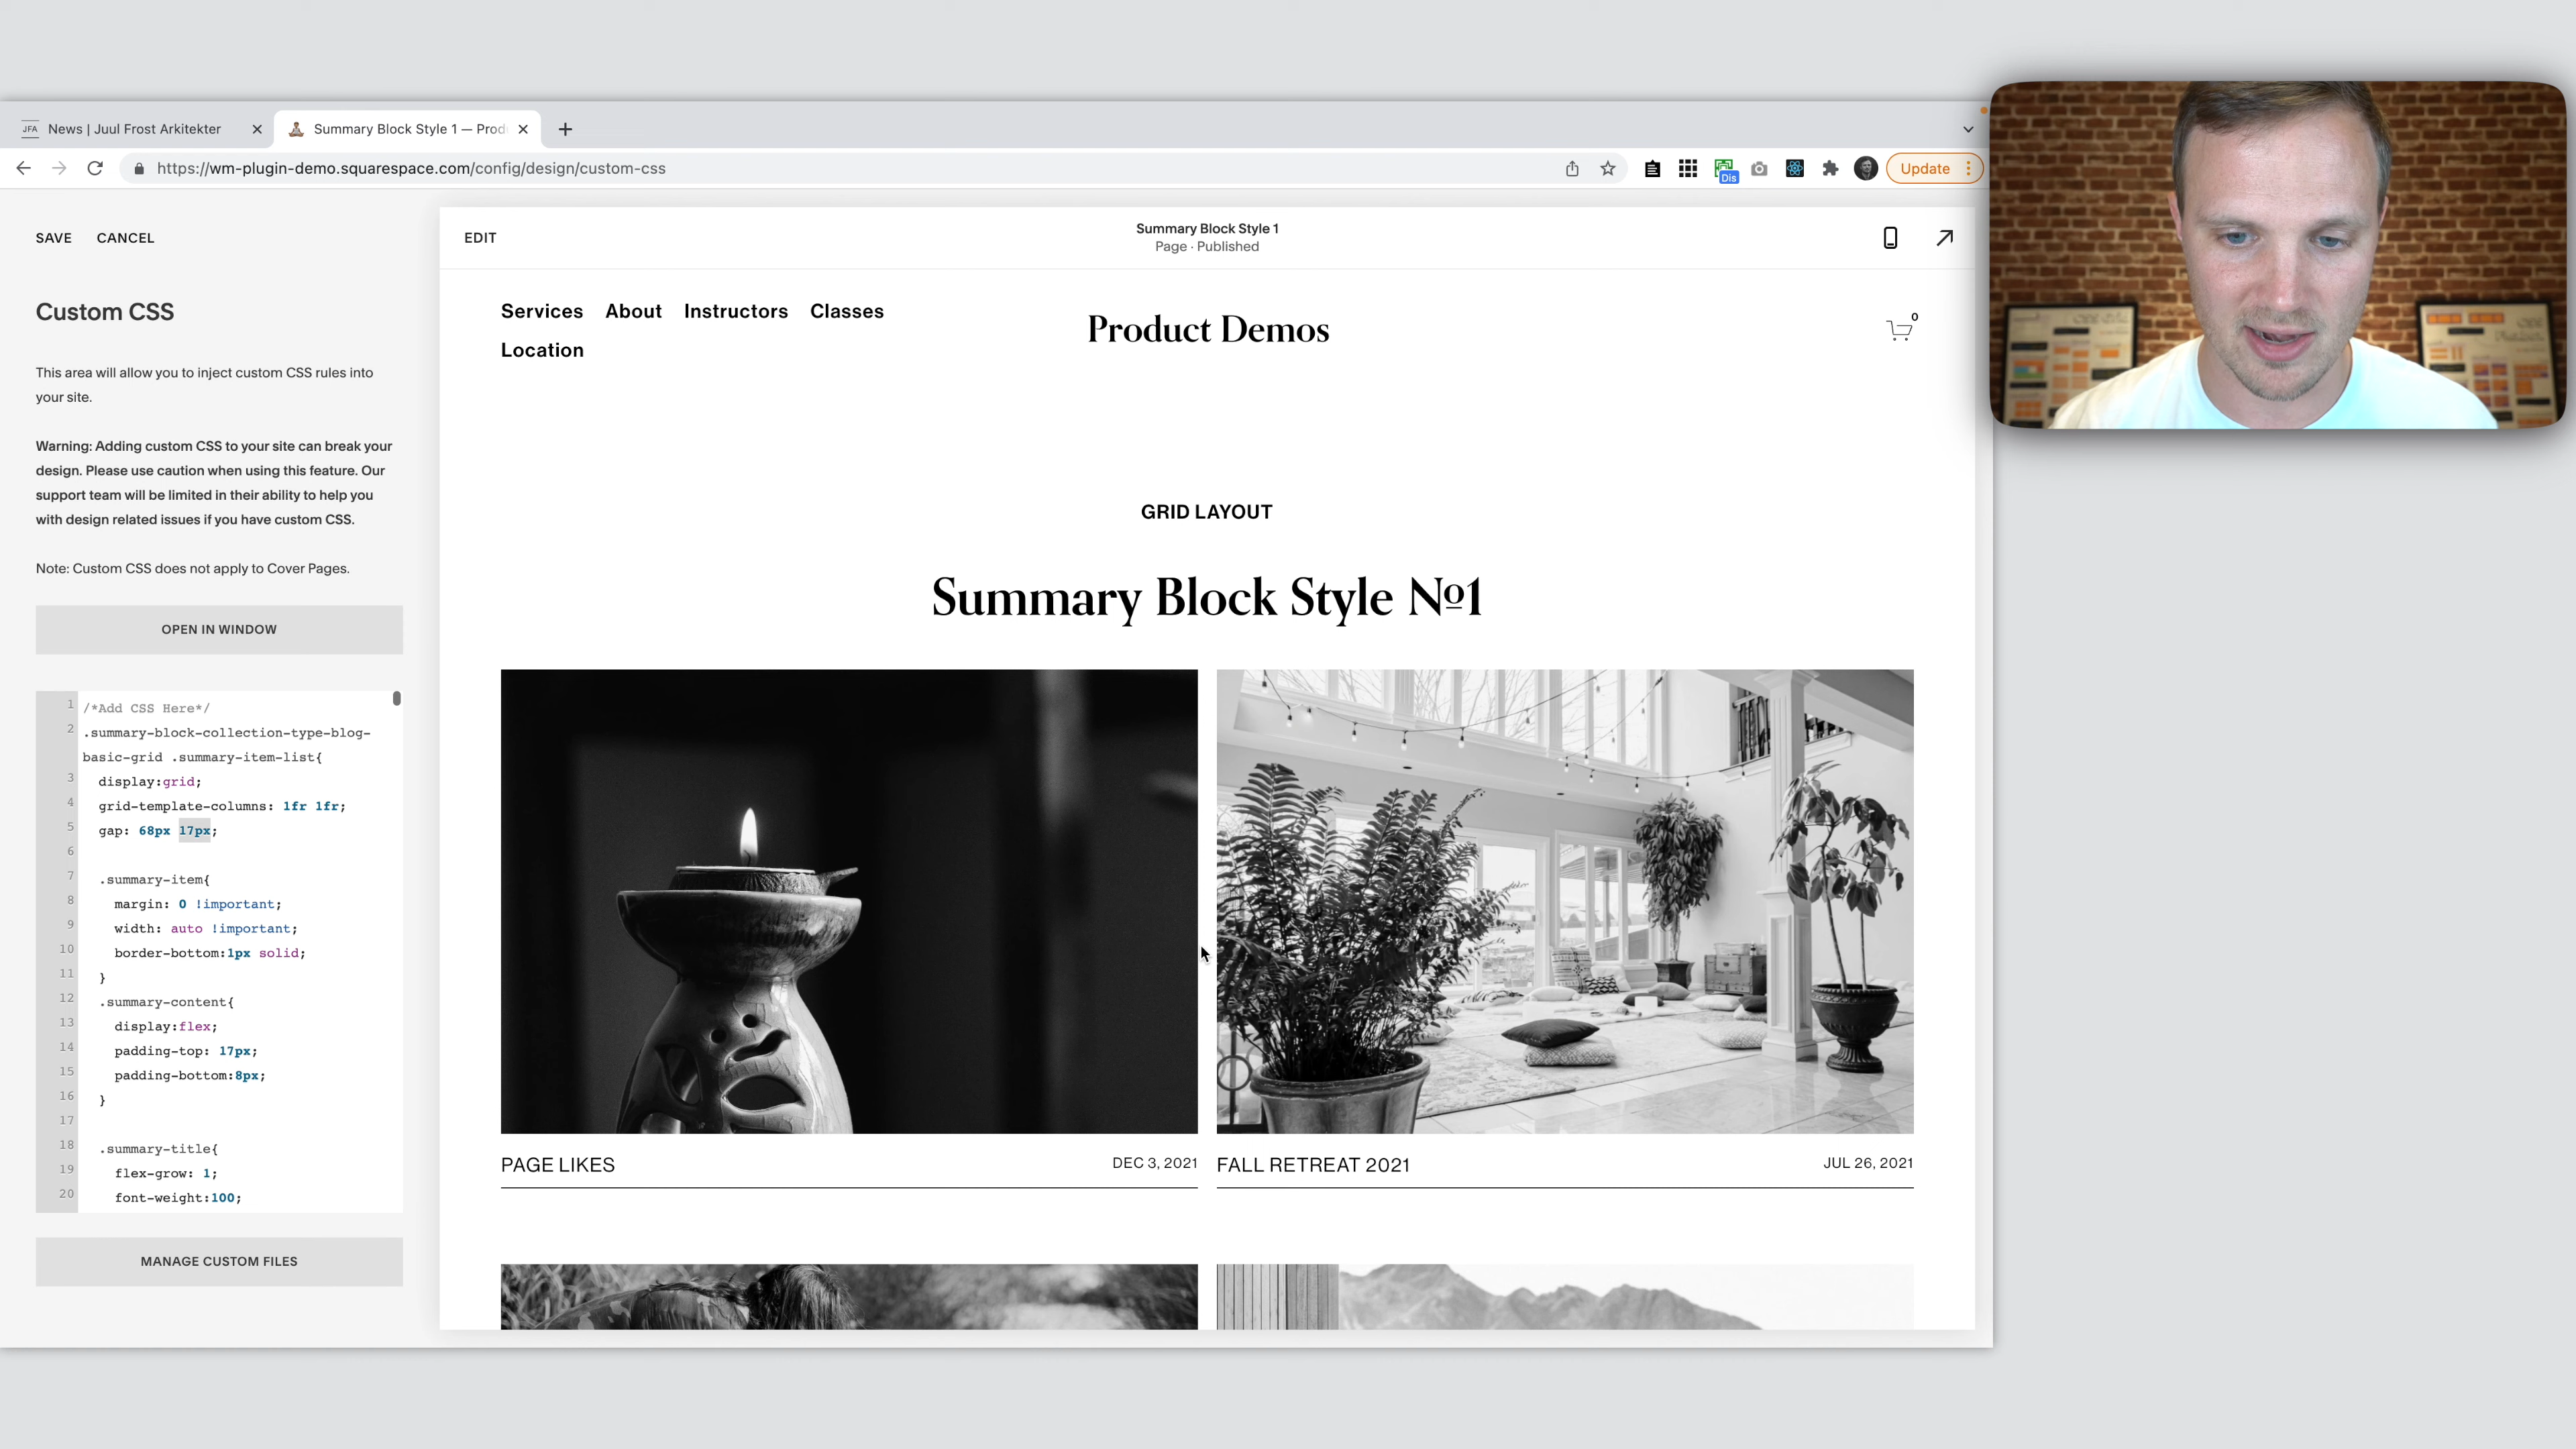 JFA News | Juul Frost Arkitekter
Summary Block Style 1 — Prod
https://wm-plugin-demo.squarespace.com/config/design/custom-css
Dis
Update
SAVE CANCEL
Custom CSS
This area will allow you to inject custom CSS rules into
your site.
Warning: Adding custom CSS to your site can break your
design. Please use caution when using this feature. Our
support team will be limited in their ability to help you
with design related issues if you have custom CSS.
Note: Custom CSS does not apply to Cover Pages.
OPEN IN WINDOW
1 /*Add CSS Here*/
2 .summary-block-collection-type-blog-
basic-grid .summary-item-list{
3 display:grid;
4 grid-template-columns: 1fr 1fr;
5 gap: 68px 17px;
6
7 .summary-item{
8 margin: 0 !important;
9 width: auto !important;
10 border-bottom:1px solid;
11 }
12 .summary-content{
13 display:flex;
14 padding-top: 17px;
15 padding-bottom:8px;
16 }
17
18 .summary-title{
19 flex-grow: 1;
20 font-weight:100;
MANAGE CUSTOM FILES
EDIT
Summary Block Style 1
Page · Published
Services About Instructors Classes
Location
Product Demos
0
GRID LAYOUT
Summary Block Style №1
PAGE LIKES DEC 3, 2021
FALL RETREAT 2021 JUL 26, 2021